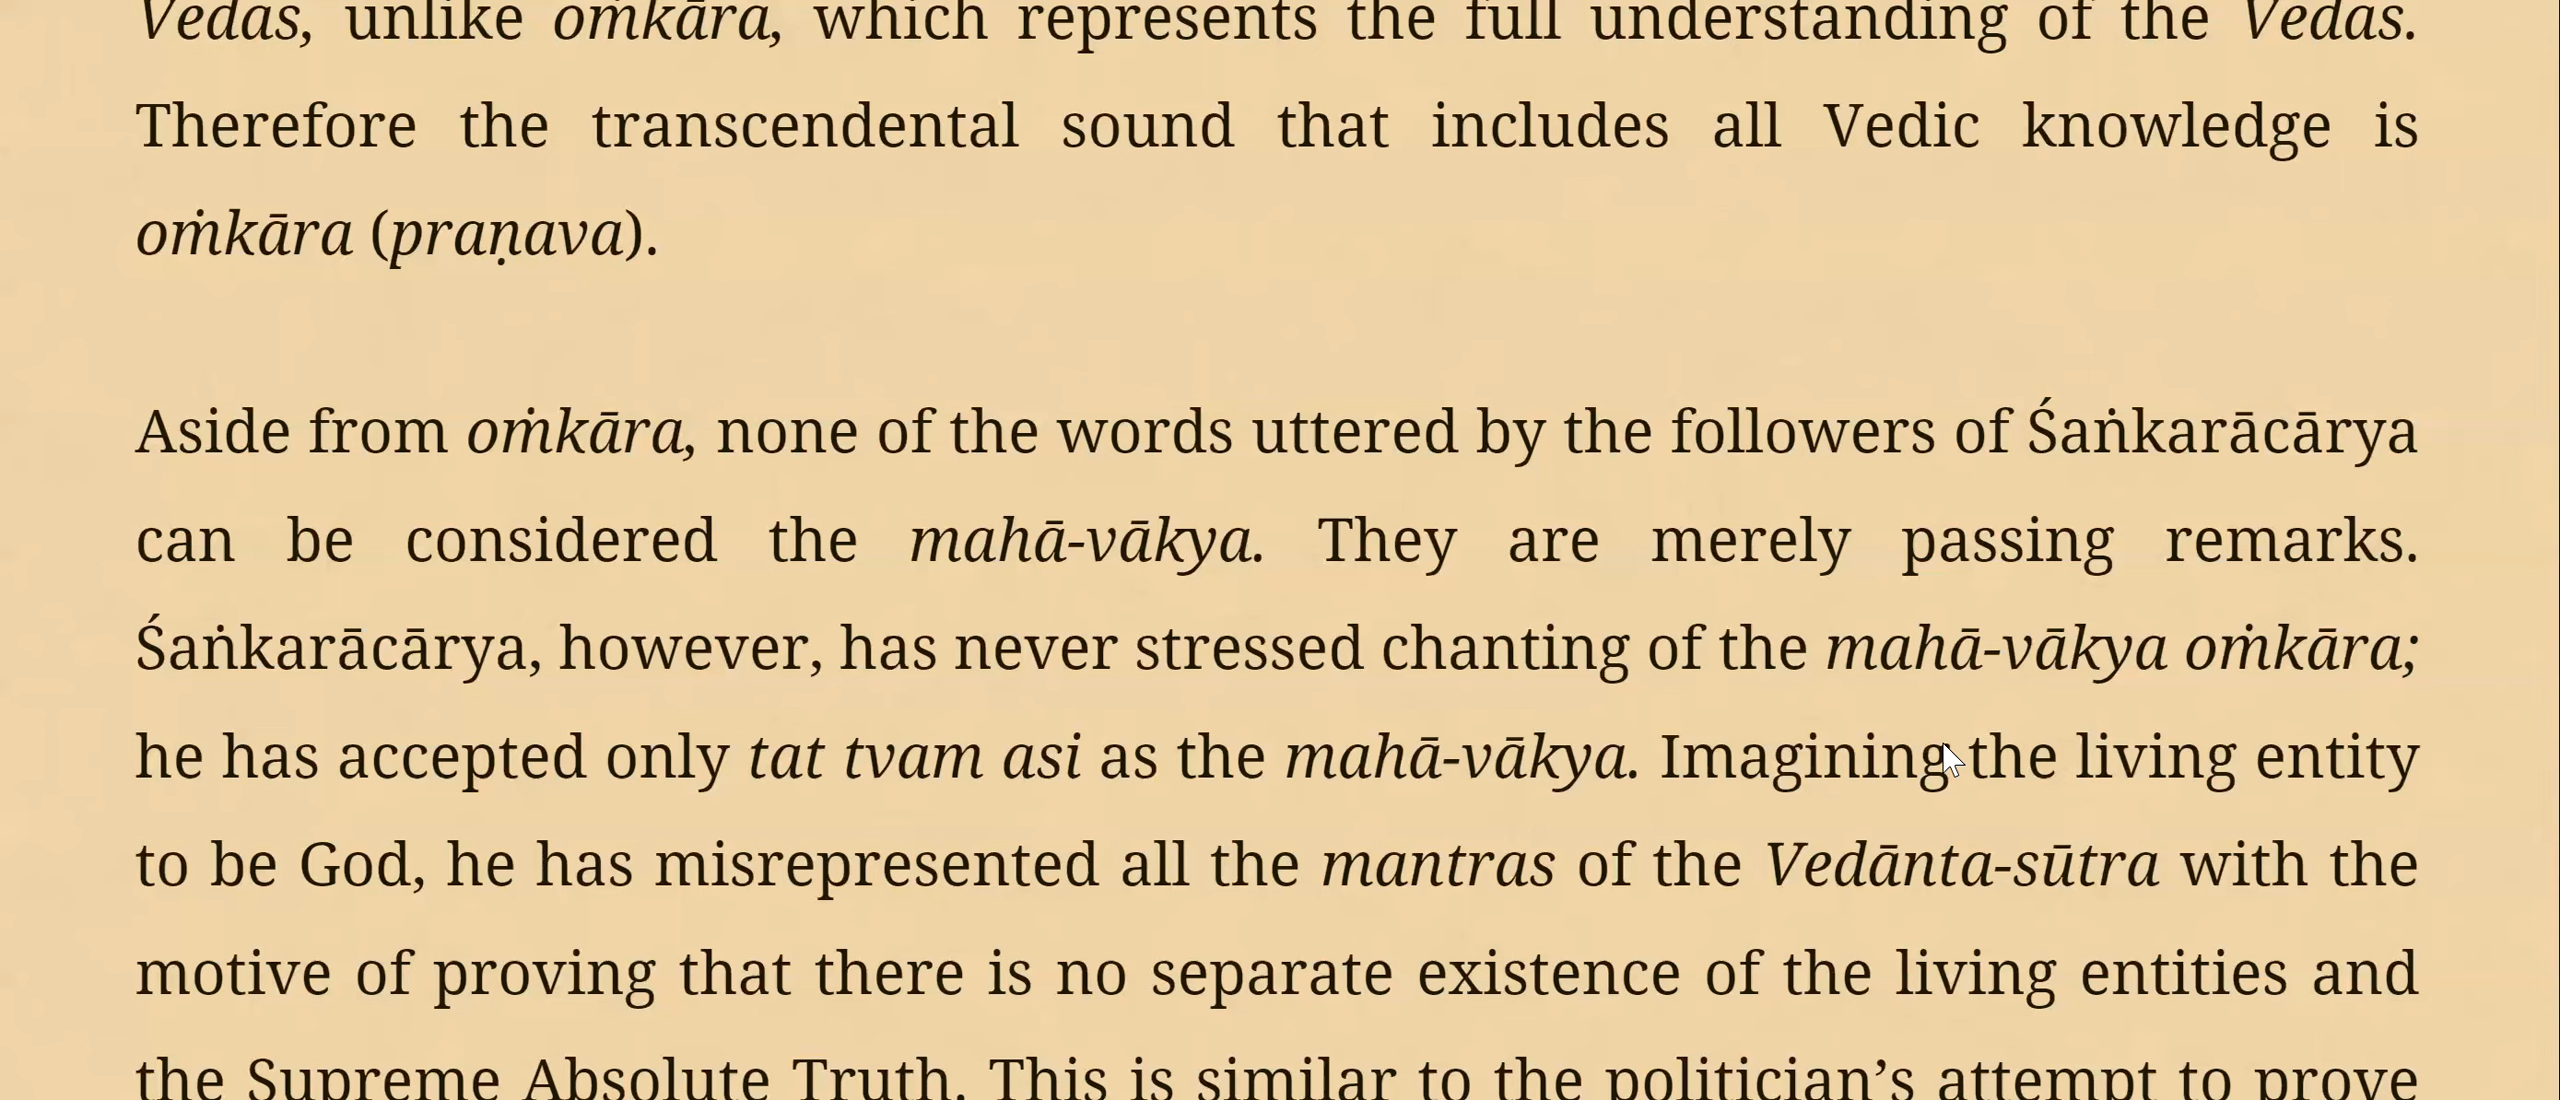 Vedas, unlike oṁkāra, which represents the full understanding of the Vedas.
Therefore the transcendental sound that includes all Vedic knowledge is
oṁkāra (praṇava).
Aside from oṁkāra, none of the words uttered by the followers of Śaṅkarācārya
can be considered the mahā-vākya. They are merely passing remarks.
Śaṅkarācārya, however, has never stressed chanting of the mahā-vākya oṁkāra;
he has accepted only tat tvam asi as the mahā-vākya. Imagining the living entity
to be God, he has misrepresented all the mantras of the Vedānta-sūtra with the
motive of proving that there is no separate existence of the living entities and
the Supreme Absolute Truth. This is similar to the politician’s attempt to prove